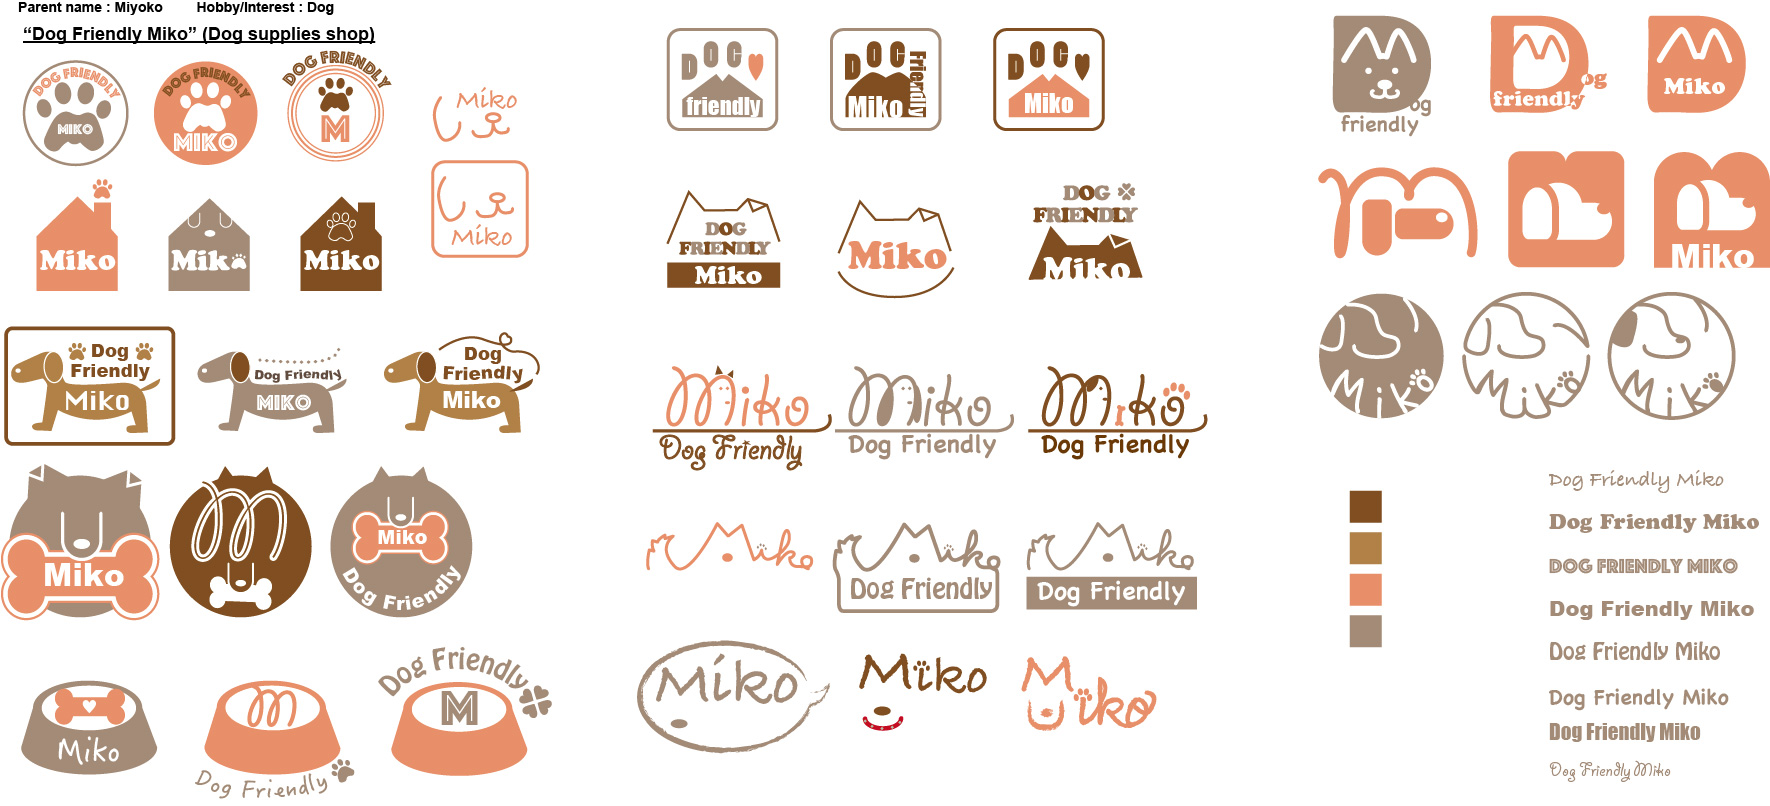 Parent name : Miyoko Hobby/Interest : Dog
“Dog Friendly Miko” (Dog supplies shop)
DOG FRIENDLY
MIKO
DOG FRIENDLY
MIKO
DOG FRIENDLY
M
Miko
Miko
Miko
Mik
Miko
Dog
Friendly
Miko
Dog Friendly
MIKO
Dog
Friendly
Miko
Miko
m
Miko
Dog Friendly
Miko
m
Dog Friendly
Dog Friendly
M
DOG
friendly
DOG
Friendly
Miko
DOG
Miko
DOG
FRIENDLY
Miko
Miko
DOG
FRIENDLY
Miko
Miko
Dog Friendly
Miko
Dog Friendly
Miko
Dog Friendly
Miko
Miko
Dog Friendly
Miko
Dog Friendly
Miko
Miko
Miko
Dog
friendly
Dog
friendly
Miko
m
Miko
Miko
Miko
Miko
Dog Friendly Miko
Dog Friendly Miko
DOG FRIENDLY MIKO
Dog Friendly Miko
Dog Friendly Miko
Dog Friendly Miko
Dog Friendly Miko
Dog Friendly Miko